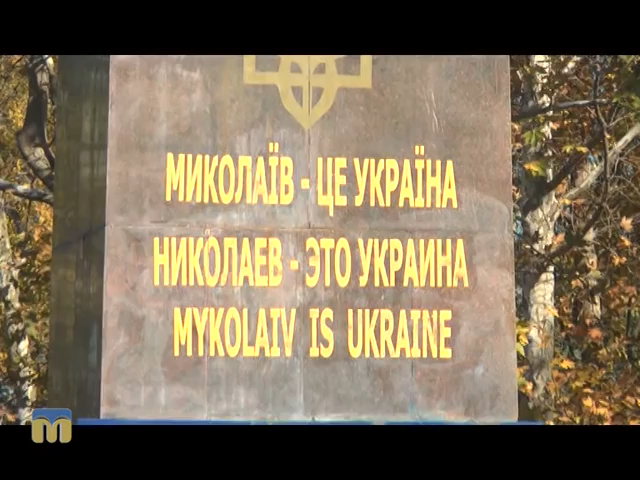 МИКОЛАЇВ - ЦЕ УКРАЇНА
НИКОЛАЕВ - ЭТО УКРАИНА
MYKOLAIV IS UKRAINE
m